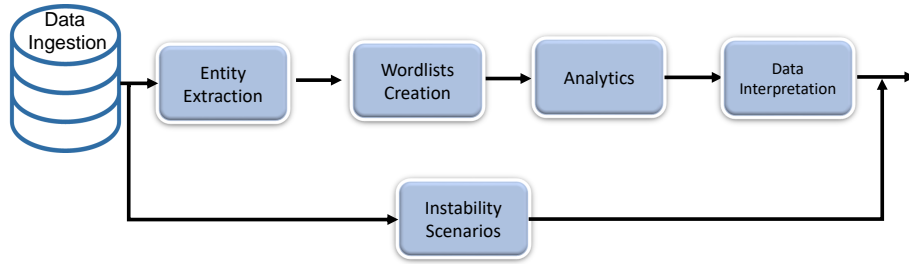 Data
Ingestion
Entity
Extraction
Wordlists
Creation
Analytics
Data
Interpretation
Instability
Scenarios